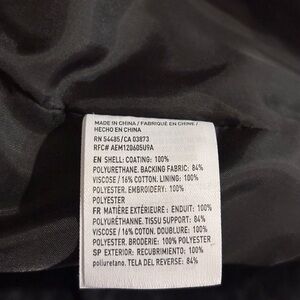 MADE IN CHINA / FABRIQUÉ EN CHINE /
HECHO EN CHINA
RN 54485/CA 03873
RFC# AEM120605U9A
EN SHELL: COATING: 100%
POLYURETHANE. BACKING FABRIC: 84%
VISCOSE / 16% COTTON. LINING: 100%
POLYESTER. EMBROIDERY: 100%
POLYESTER
FR MATIÈRE EXTÉRIEURE : ENDUIT: 100%
POLYURÉTHANNE. TISSU SUPPORT: 84%
VISCOSE / 16% COTON. DOUBLURE: 100%
POLYESTER. BRODERIE: 100% POLYESTER
SP EXTERIOR: RECUBRIMIENTO: 100%
poliuretano. TELA DEL REVERSE: 84%